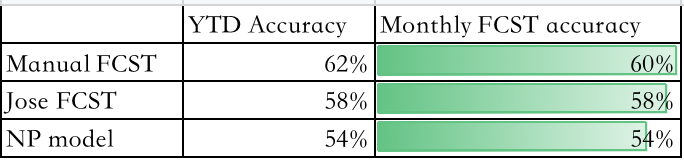 YTD Accuracy Monthly FCST accuracy
Manual FCST 62% 60%
Jose FCST 58% 58%
NP model 54% 54%